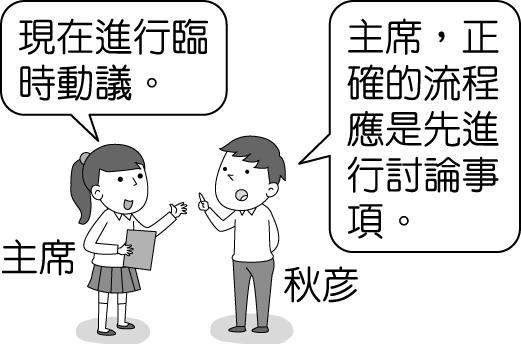 現在進行臨
時動議。
主席，正
確的流程
應是先進
行討論事
項。
主席
秋彦